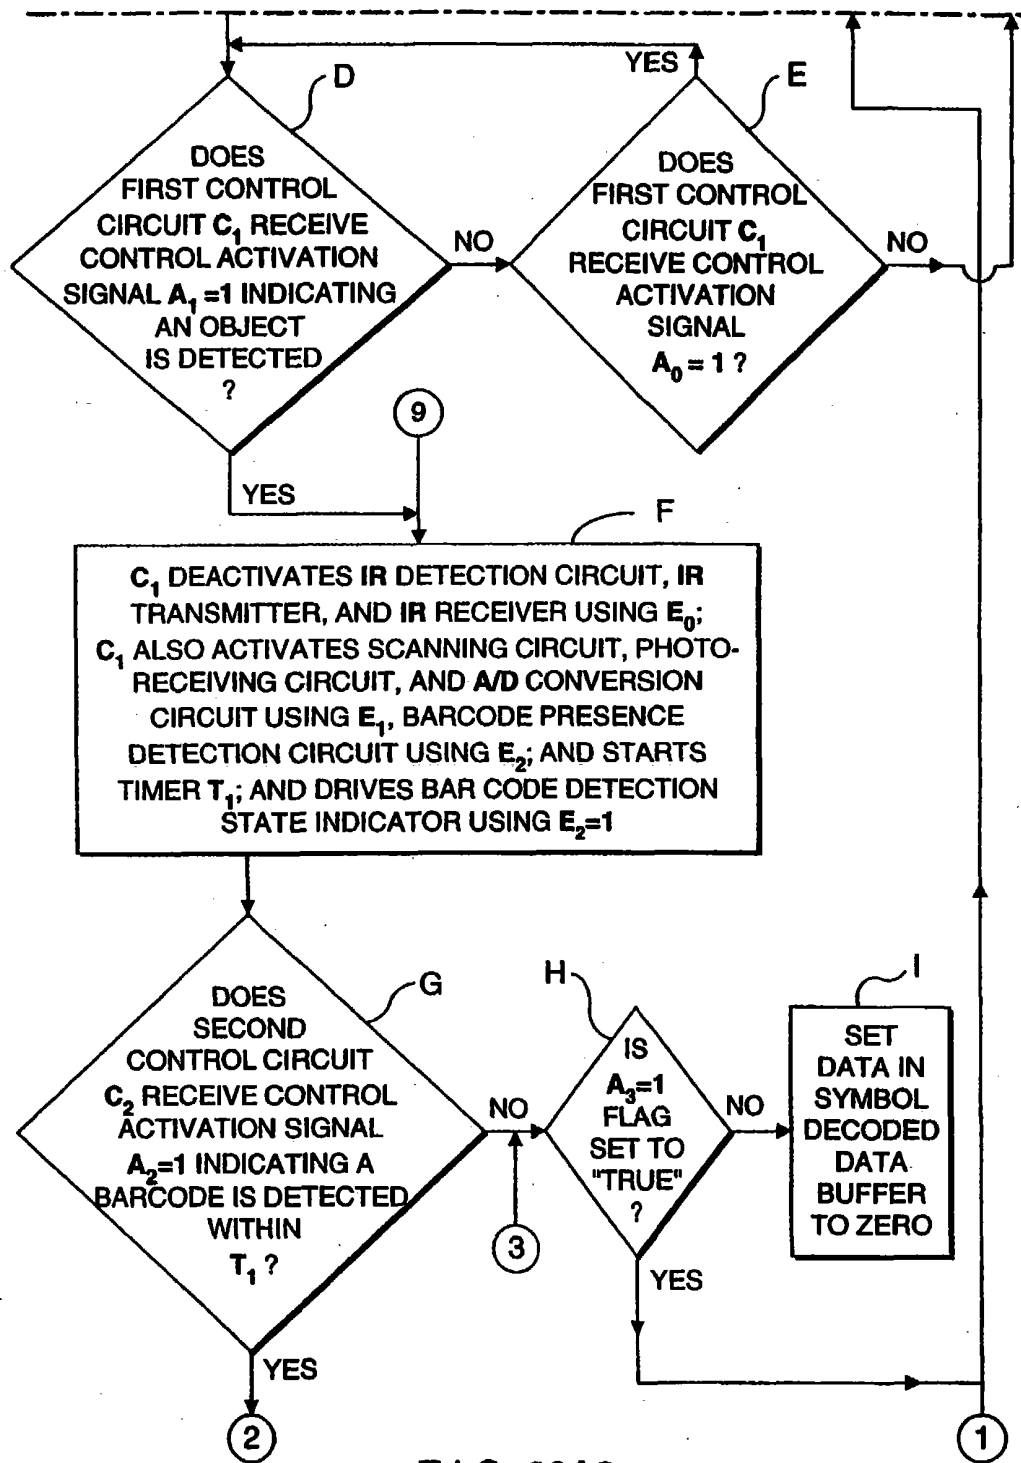 YES
D
E
DOES
FIRST CONTROL
CIRCUIT C1 RECEIVE
CONTROL ACTIVATION
SIGNAL A1 =1 INDICATING
AN OBJECT
IS DETECTED
?
NO
DOES
FIRST CONTROL
CIRCUIT C1
RECEIVE CONTROL
ACTIVATION
SIGNAL
A0 = 1 ?
NO
9
YES
F
C1 DEACTIVATES IR DETECTION CIRCUIT, IR
TRANSMITTER, AND IR RECEIVER USING E0;
C1 ALSO ACTIVATES SCANNING CIRCUIT, PHOTO-
RECEIVING CIRCUIT, AND A/D CONVERSION
CIRCUIT USING E1, BARCODE PRESENCE
DETECTION CIRCUIT USING E2; AND STARTS
TIMER T1; AND DRIVES BAR CODE DETECTION
STATE INDICATOR USING E2=1
G
H
I
DOES
SECOND
CONTROL CIRCUIT
C2 RECEIVE CONTROL
ACTIVATION SIGNAL
A2=1 INDICATING A
BARCODE IS DETECTED
WITHIN
T1 ?
NO
3
IS
A3=1
FLAG
SET TO
"TRUE"
?
NO
SET
DATA IN
SYMBOL
DECODED
DATA
BUFFER
TO ZERO
YES
YES
2
1